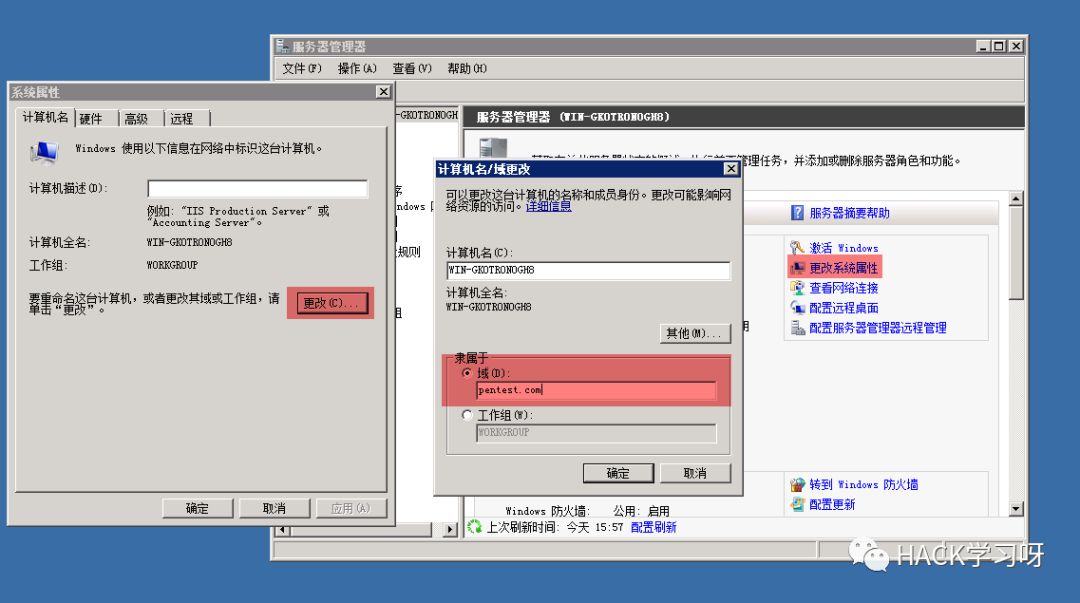 服务器管理器
文件(F) 操作(A) 查看(V) 帮助(H)
系统属性
计算机名 硬件 高级 远程
Windows 使用以下信息在网络中标识这台计算机。
计算机描述(D):
例如: "IIS Production Server" 或
"Accounting Server"。
计算机全名: WIN-GKOTRONOGH8
工作组: WORKGROUP
要重命名这台计算机，或者更改其域或工作组，请
单击“更改”。
更改(C)...
确定 取消 应用(A)
-GKOTRONOGH
ndows
规则
服务器管理器 (WIN-GKOTRONOGH8)
管理任务，并添加或删除服务器角色和功能。
计算机名/域更改
可以更改这台计算机的名称和成员身份。更改可能影响网
络资源的访问。详细信息
计算机名(C):
WIN-GKOTRONOGH8
计算机全名:
WIN-GKOTRONOGH8
其他(M)...
隶属于
域(D):
pentest.com
工作组(W):
WORKGROUP
确定 取消
服务器摘要帮助
激活 Windows
更改系统属性
查看网络连接
配置远程桌面
配置服务器管理器远程管理
转到 Windows 防火墙
配置更新
Windows 防火墙: 公用: 启用
上次刷新时间: 今天 15:57 配置刷新
HACK学习呀